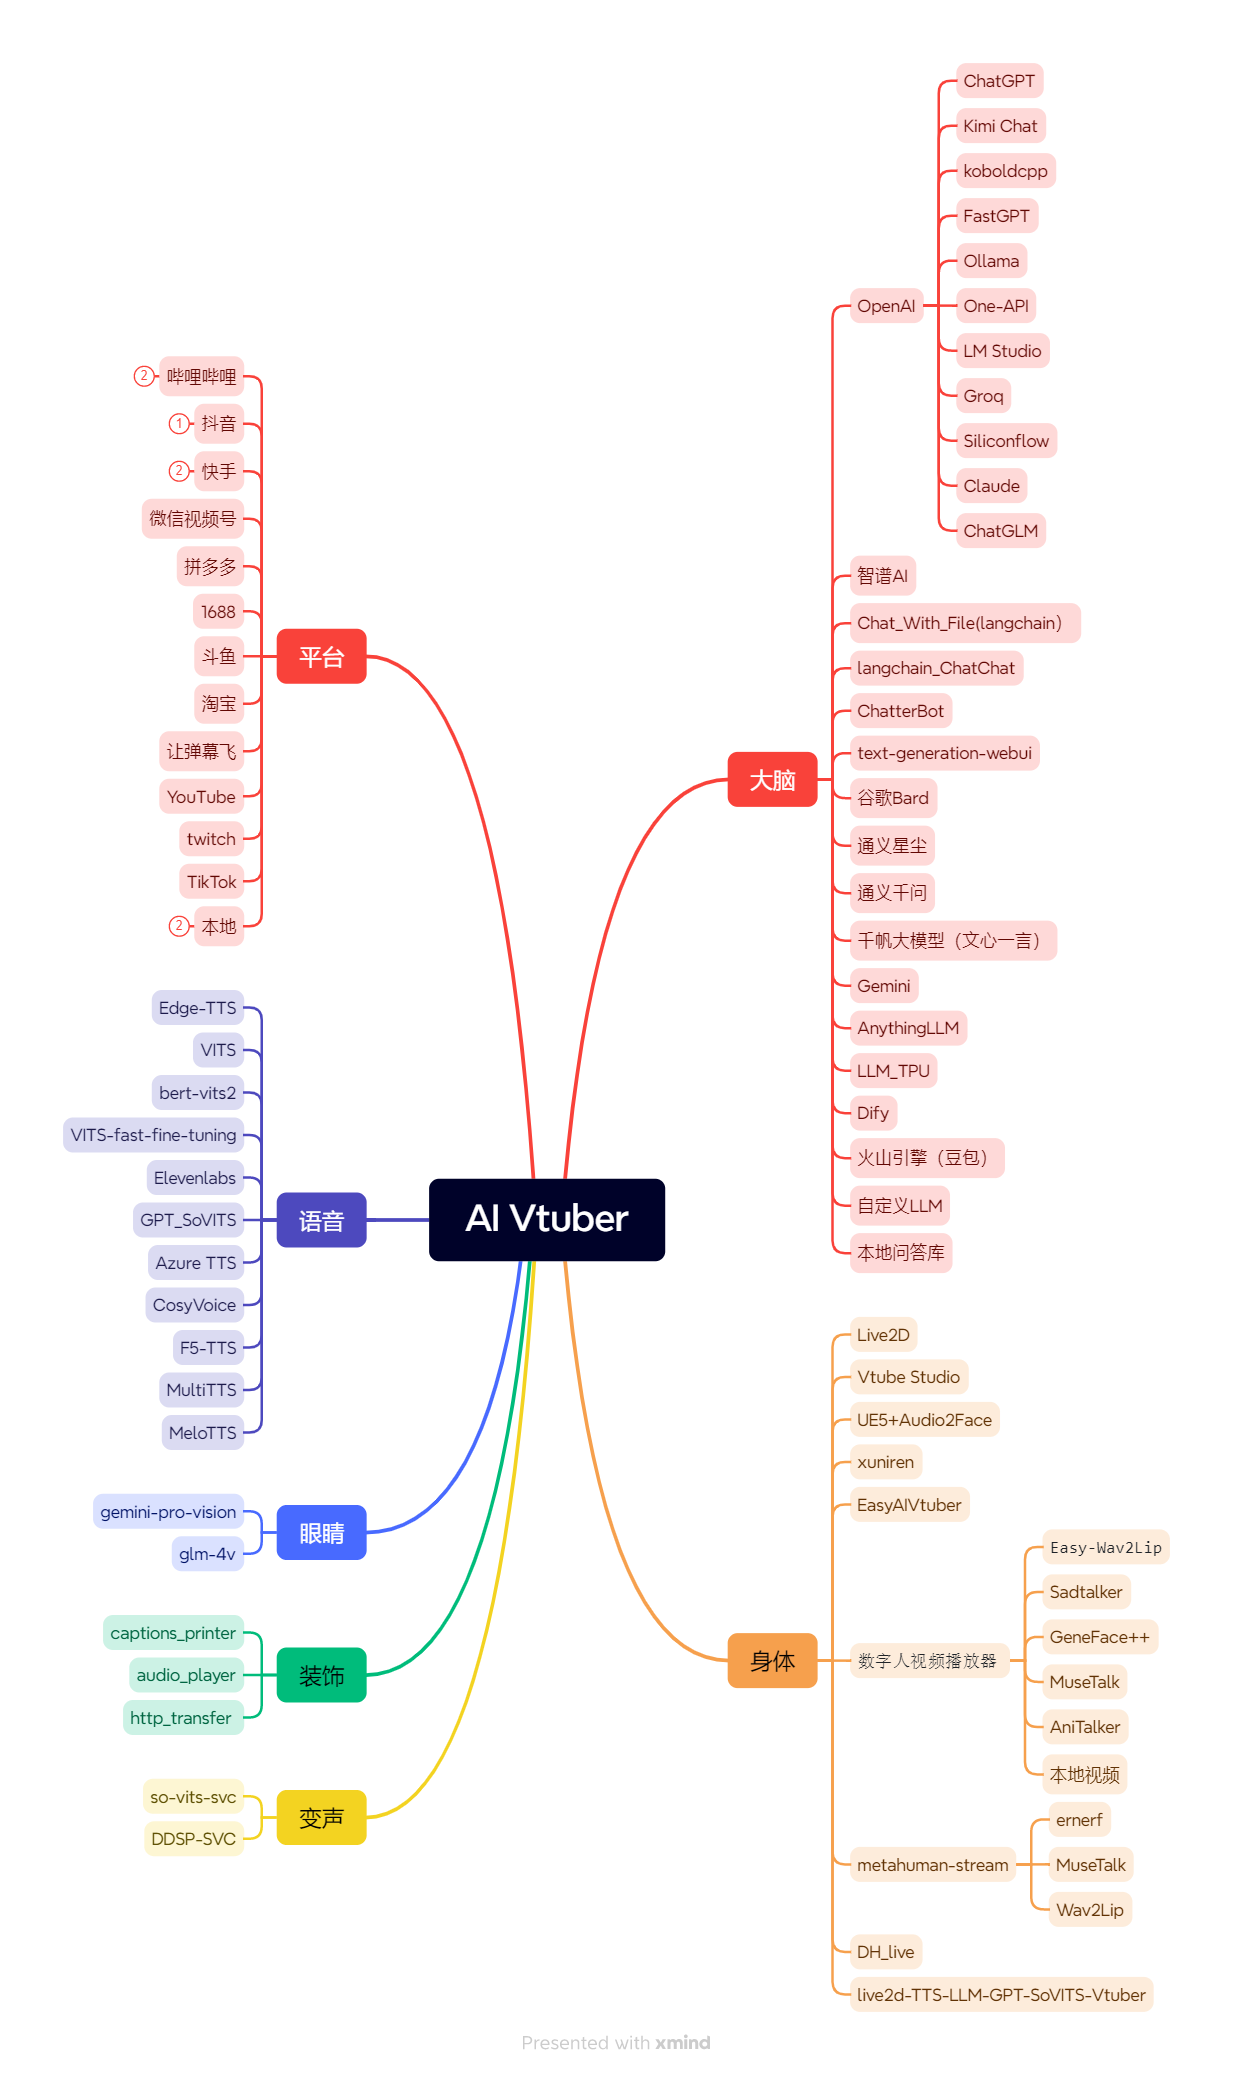 AI Vtuber
大脑
OpenAI
ChatGPT
Kimi Chat
koboldcpp
FastGPT
Ollama
One-API
LM Studio
Groq
Siliconflow
Claude
ChatGLM
智谱AI
Chat_With_File(langchain）
langchain_ChatChat
ChatterBot
text-generation-webui
谷歌Bard
通义星尘
通义千问
千帆大模型（文心一言）
Gemini
AnythingLLM
LLM_TPU
Dify
火山引擎（豆包）
自定义LLM
本地问答库
身体
Live2D
Vtube Studio
UE5+Audio2Face
xuniren
EasyAIVtuber
数字人视频播放器
Easy-Wav2Lip
Sadtalker
GeneFace++
MuseTalk
AniTalker
本地视频
metahuman-stream
ernerf
MuseTalk
Wav2Lip
DH_live
live2d-TTS-LLM-GPT-SoVITS-Vtuber
平台
哔哩哔哩
2
抖音
1
快手
2
微信视频号
拼多多
1688
斗鱼
淘宝
让弹幕飞
YouTube
twitch
TikTok
本地
2
语音
Edge-TTS
VITS
bert-vits2
VITS-fast-fine-tuning
Elevenlabs
GPT_SoVITS
Azure TTS
CosyVoice
F5-TTS
MultiTTS
MeloTTS
眼睛
gemini-pro-vision
glm-4v
装饰
captions_printer
audio_player
http_transfer
变声
so-vits-svc
DDSP-SVC
Presented with xmind